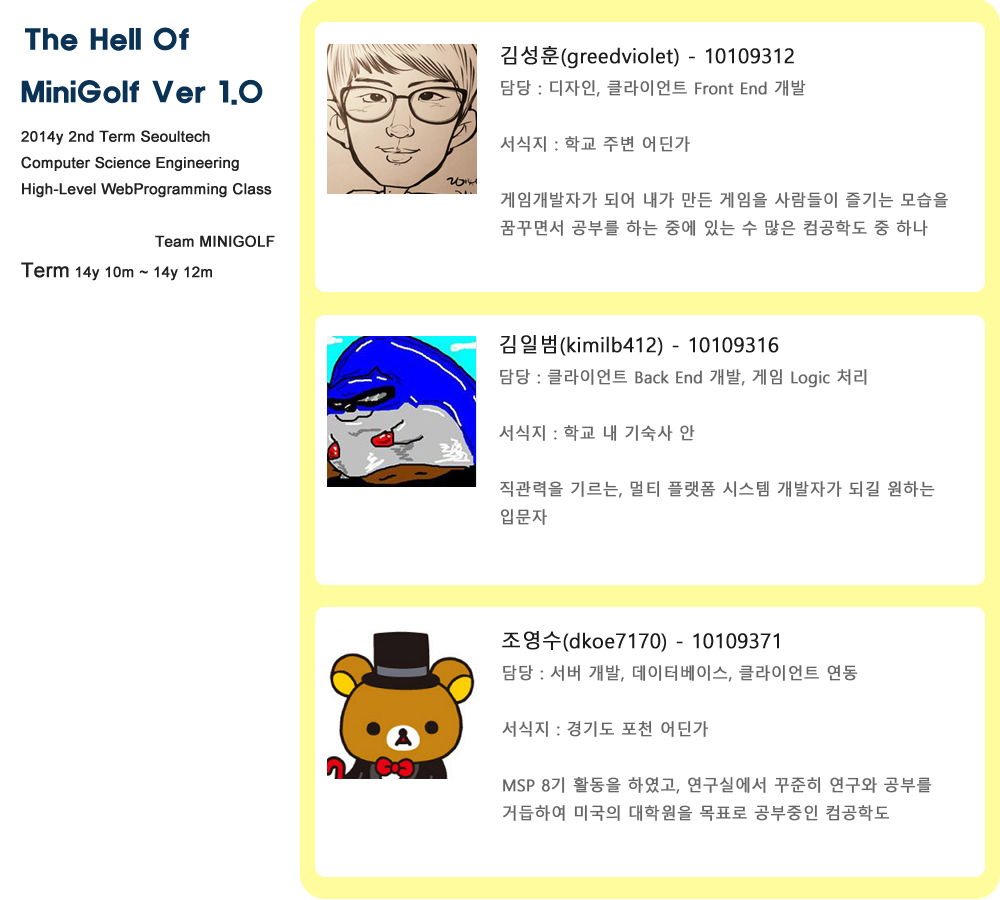 The Hell Of
MiniGolf Ver 1.0
2014y 2nd Term Seoultech
Computer Science Engineering
High-Level WebProgramming Class
Team MINIGOLF
Term 14y 10m ~ 14y 12m
김성훈(greedviolet) - 10109312
담당 : 디자인, 클라이언트 Front End 개발
서식지 : 학교 주변 어딘가
게임개발자가 되어 내가 만든 게임을 사람들이 즐기는 모습을
꿈꾸면서 공부를 하는 중에 있는 수 많은 컴공학도 중 하나
김일범(kimilb412) - 10109316
담당 : 클라이언트 Back End 개발, 게임 Logic 처리
서식지 : 학교 내 기숙사 안
직관력을 기르는, 멀티 플랫폼 시스템 개발자가 되길 원하는
입문자
조영수(dkoe7170) - 10109371
담당 : 서버 개발, 데이터베이스, 클라이언트 연동
서식지 : 경기도 포천 어딘가
MSP 8기 활동을 하였고, 연구실에서 꾸준히 연구와 공부를
거듭하여 미국의 대학원을 목표로 공부중인 컴공학도